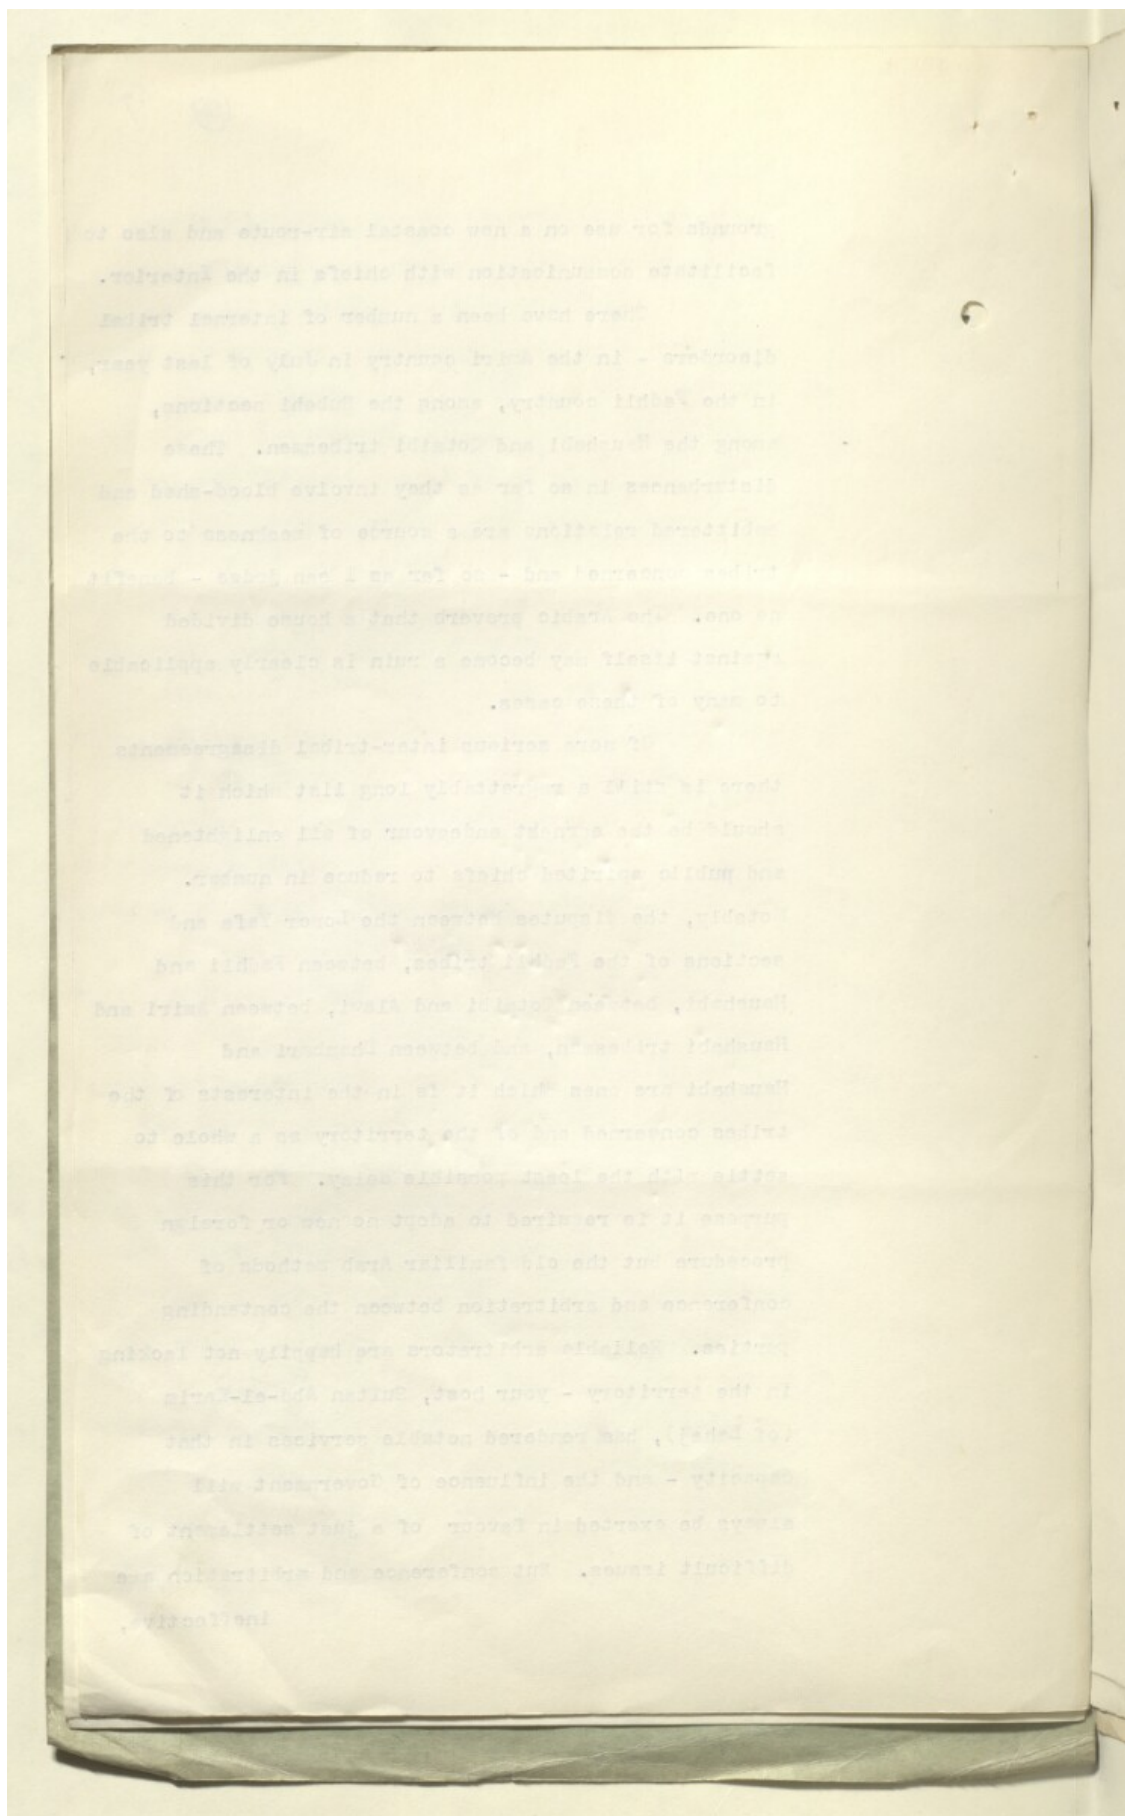 grounds for use on a new coastal air-route and also to
facilitate communication with chiefs in the interior.
There have been a number of internal tribal
disorders - in the Amiri country in July of last year,
in the Fadhli country, among the Subehi sections,
among the Haushebi and Koteibi tribesmen. These
disturbances in so far as they involve blood-shed and
embittered relations are a source of weakness to the
tribes concerned and - so far as I can judge - benefit
no one. The Arabic proverb that a house divided
against itself may become a ruin is clearly applicable
to many of these cases.
Of more serious inter-tribal disagreements
there is still a regrettably long list which it
should be the earnest endeavour of all enlightened
and public spirited chiefs to reduce in number.
Notably, the disputes between the Lower Yafa and
sections of the Fadhli tribes, between Fadhli and
Haushabi, between Koteibi and Alawi, between Amiri and
Haushabi tribesmen, and between and
Haushabi are ones which it is in the interests of the
tribes concerned and of the territory as a whole to
settle with the least possible delay. For this
purpose it is required to adopt no new or foreign
procedure but the old familiar Arab methods of
conference and arbitration between the contending
parties. Reliable arbitrators are happily not lacking
in the territory - your host, Sultan Abd-el-Karim
(of Lahej), has rendered notable services in that
capacity - and the influence of Government will
always be exerted in favour of a just settlement of
difficult issues. But conference and arbitration are
ineffective,